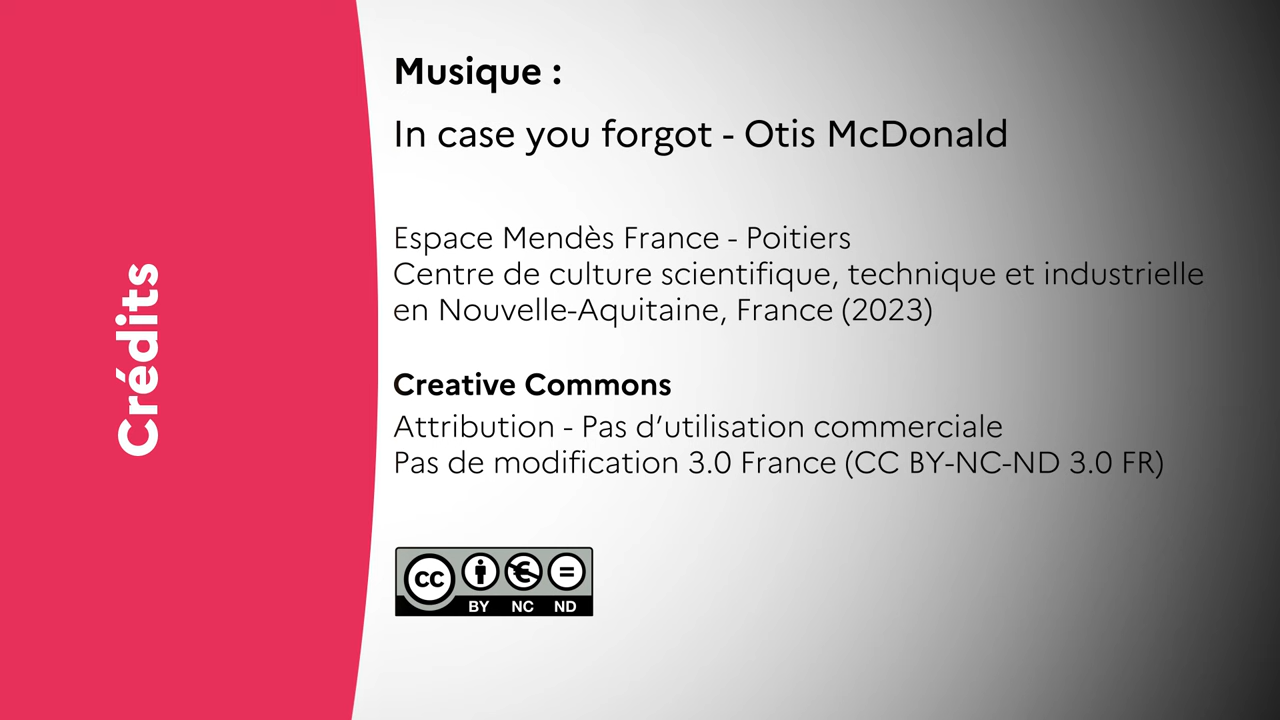 Crédits
Musique :
In case you forgot - Otis McDonald
Espace Mendès France - Poitiers
Centre de culture scientifique, technique et industrielle
en Nouvelle-Aquitaine, France (2023)
Creative Commons
Attribution - Pas d’utilisation commerciale
Pas de modification 3.0 France (CC BY-NC-ND 3.0 FR)
cc
BY NC ND